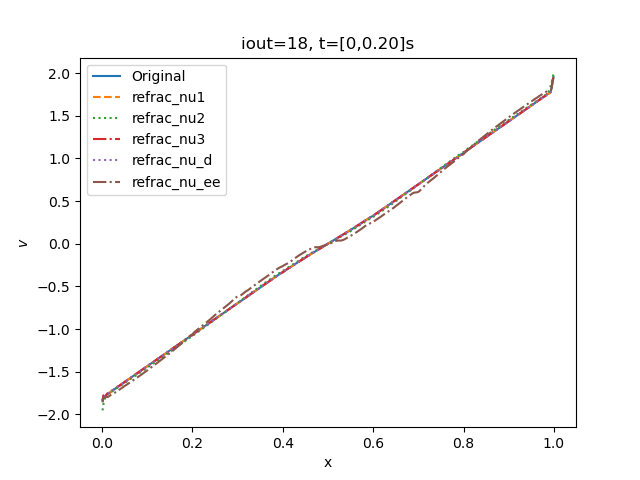 iout=18, t=[0,0.20]s
Original
refrac_nu1
refrac_nu2
refrac_nu3
refrac_nu_d
refrac_nu_ee
2.0
1.5
1.0
0.5
0.0
−0.5
−1.0
−1.5
−2.0
v
0.0 0.2 0.4 0.6 0.8 1.0
x